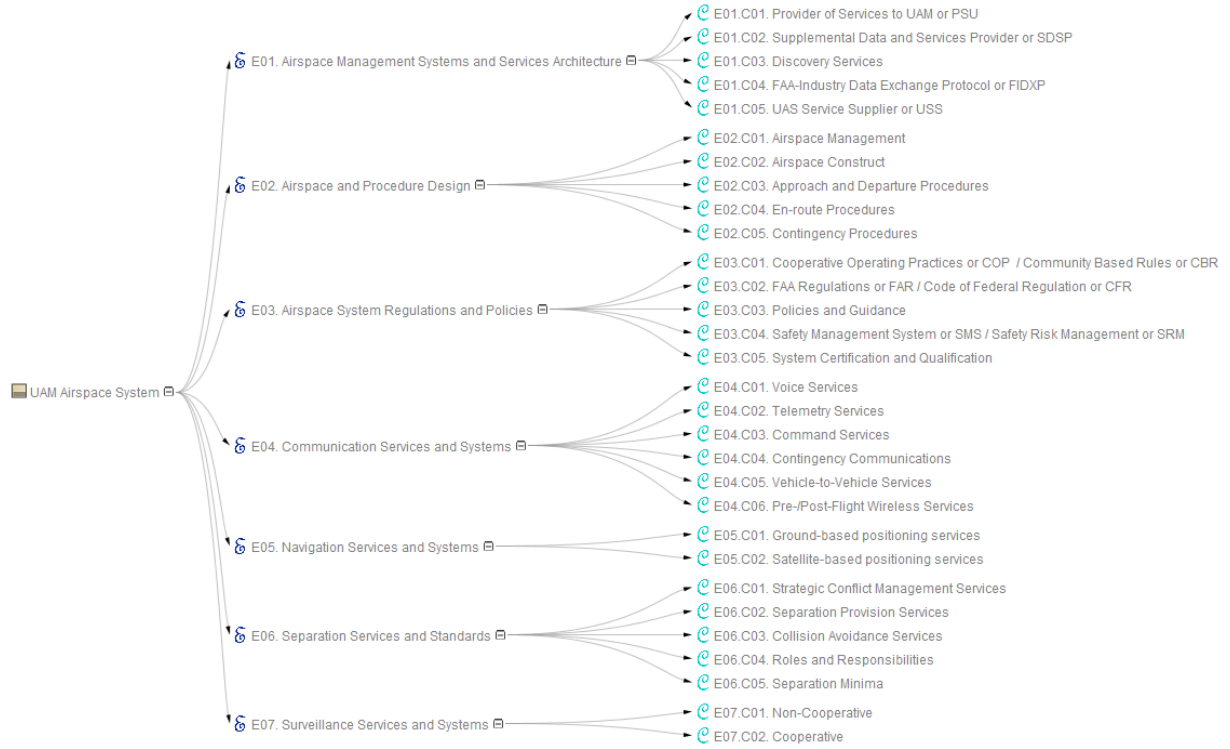 UAM Airspace System
E01. Airspace Management Systems and Services Architecture
E01.C01. Provider of Services to UAM or PSU
E01.C02. Supplemental Data and Services Provider or SDSP
E01.C03. Discovery Services
E01.C04. FAA-Industry Data Exchange Protocol or FIDXP
E01.C05. UAS Service Supplier or USS
E02. Airspace and Procedure Design
E02.C01. Airspace Management
E02.C02. Airspace Construct
E02.C03. Approach and Departure Procedures
E02.C04. En-route Procedures
E02.C05. Contingency Procedures
E03. Airspace System Regulations and Policies
E03.C01. Cooperative Operating Practices or COP / Community Based Rules or CBR
E03.C02. FAA Regulations or FAR / Code of Federal Regulation or CFR
E03.C03. Policies and Guidance
E03.C04. Safety Management System or SMS / Safety Risk Management or SRM
E03.C05. System Certification and Qualification
E04. Communication Services and Systems
E04.C01. Voice Services
E04.C02. Telemetry Services
E04.C03. Command Services
E04.C04. Contingency Communications
E04.C05. Vehicle-to-Vehicle Services
E04.C06. Pre-/Post-Flight Wireless Services
E05. Navigation Services and Systems
E05.C01. Ground-based positioning services
E05.C02. Satellite-based positioning services
E06. Separation Services and Standards
E06.C01. Strategic Conflict Management Services
E06.C02. Separation Provision Services
E06.C03. Collision Avoidance Services
E06.C04. Roles and Responsibilities
E06.C05. Separation Minima
E07. Surveillance Services and Systems
E07.C01. Non-Cooperative
E07.C02. Cooperative